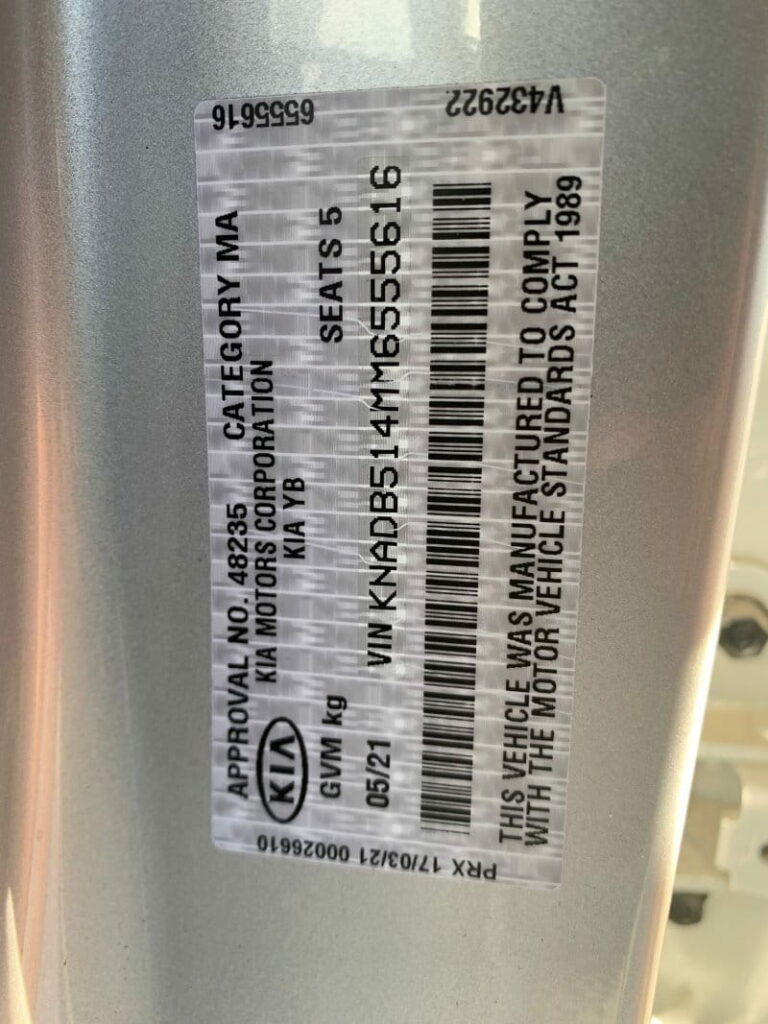 APPROVAL NO. 48235 CATEGORY MA
KIA MOTORS CORPORATION
KIA KIA YB
GVM kg SEATS 5
05/21 VIN KNADB514MM6555616
THIS VEHICLE WAS MANUFACTURED TO COMPLY
WITH THE MOTOR VEHICLE STANDARDS ACT 1989
6555616 V432922
PRX 17/03/21 00026610